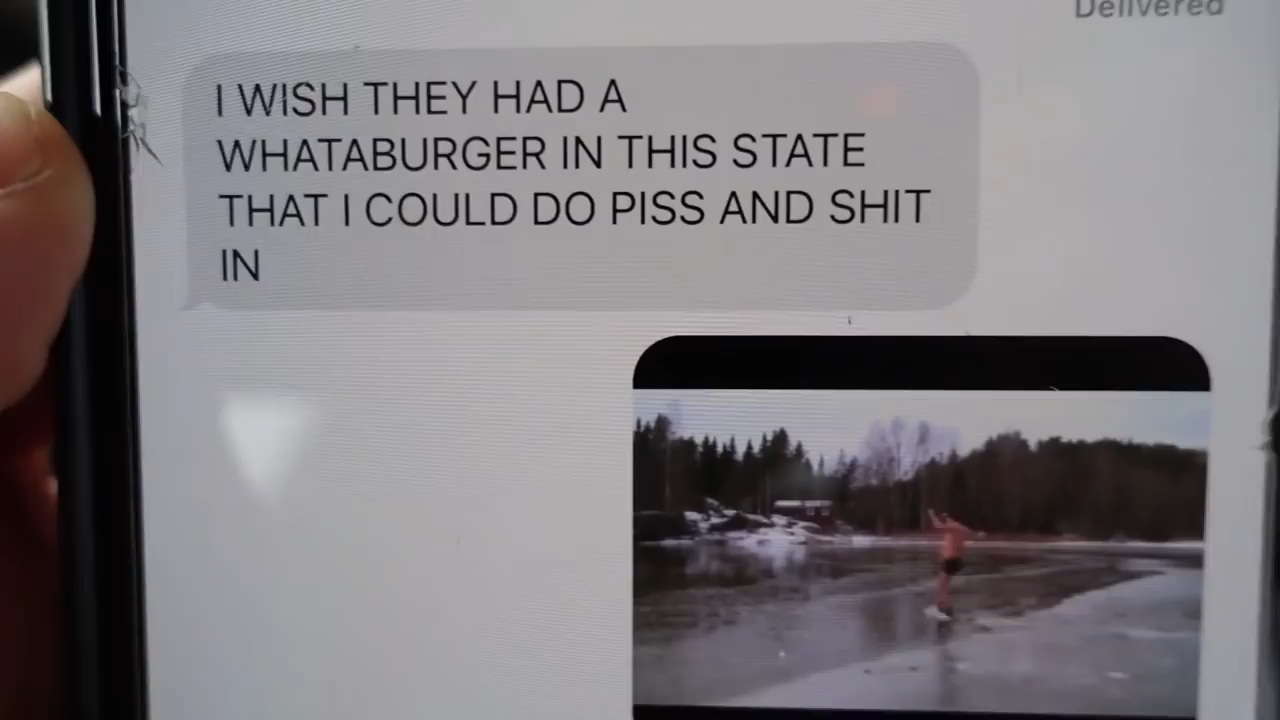 Delivered
I WISH THEY HAD A
WHATABURGER IN THIS STATE
THAT I COULD DO PISS AND SHIT
IN